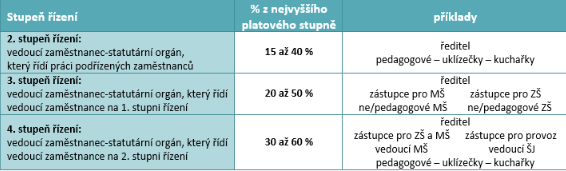 Stupeň řízení
% z nejvyššího
platového stupně
příklady
2. stupeň řízení:
vedoucí zaměstnanec-statutární orgán,
který řídí práci podřízených zaměstnanců
15 až 40 %
ředitel
pedagogové – uklízečky – kuchařky
3. stupeň řízení:
vedoucí zaměstnanec-statutární orgán, který řídí
vedoucí zaměstnance na 1. stupni řízení
20 až 50 %
ředitel
zástupce pro MŠ zástupce pro ZŠ
ne/pedagogové MŠ ne/pedagogové ZŠ
4. stupeň řízení:
vedoucí zaměstnanec-statutární orgán, který řídí
vedoucí zaměstnance na 2. stupni řízení
30 až 60 %
ředitel
zástupce pro ZŠ a MŠ zástupce pro provoz
vedoucí MŠ vedoucí ŠJ
pedagogové – uklízečky – kuchařky